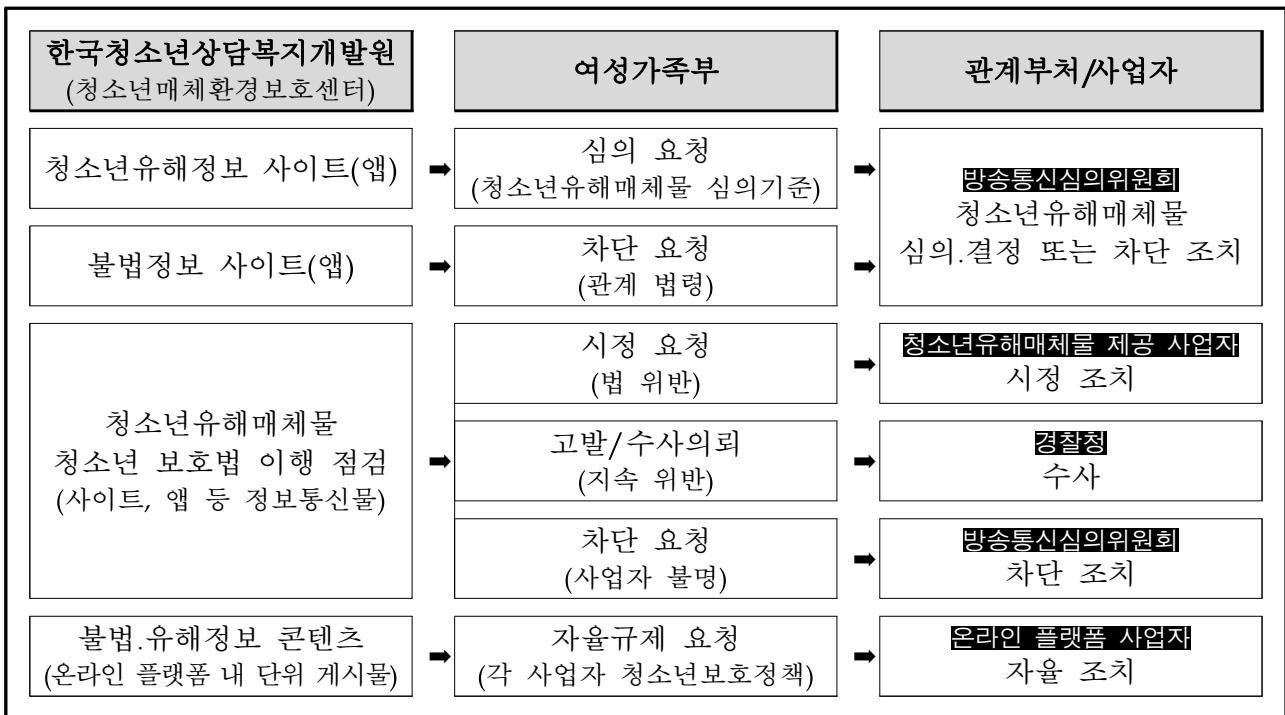 한국청소년상담복지개발원
(청소년매체환경보호센터)
여성가족부
관계부처/사업자
청소년유해정보 사이트(앱)
➡
심의 요청
(청소년유해매체물 심의기준)
➡
불법정보 사이트(앱)
➡
차단 요청
(관계 법령)
➡
방송통신심의위원회
청소년유해매체물
심의.결정 또는 차단 조치
청소년유해매체물
청소년 보호법 이행 점검
(사이트, 앱 등 정보통신물)
➡
시정 요청
(법 위반)
➡
청소년유해매체물 제공 사업자
시정 조치
고발/수사의뢰
(지속 위반)
➡
경찰청
수사
차단 요청
(사업자 불명)
➡
방송통신심의위원회
차단 조치
불법.유해정보 콘텐츠
(온라인 플랫폼 내 단위 게시물)
➡
자율규제 요청
(각 사업자 청소년보호정책)
➡
온라인 플랫폼 사업자
자율 조치